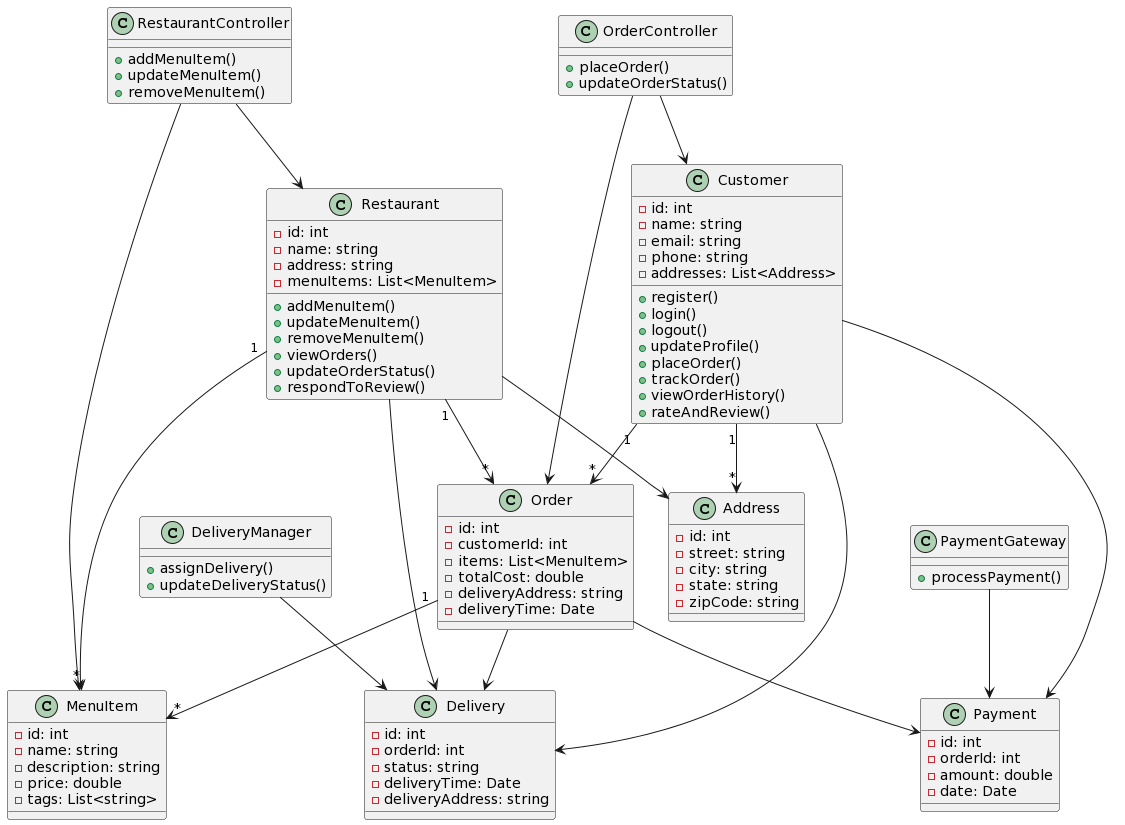 C RestaurantController
addMenuItem()
updateMenuItem()
removeMenuItem()
C OrderController
placeOrder()
updateOrderStatus()
C Restaurant
id: int
name: string
address: string
menuItems: List<MenuItem>
addMenuItem()
updateMenuItem()
removeMenuItem()
viewOrders()
updateOrderStatus()
respondToReview()
C Customer
id: int
name: string
email: string
phone: string
addresses: List<Address>
register()
login()
logout()
updateProfile()
placeOrder()
trackOrder()
viewOrderHistory()
rateAndReview()
1
1
*
1
*
1
*
C Order
id: int
customerId: int
items: List<MenuItem>
totalCost: double
deliveryAddress: string
deliveryTime: Date
C Address
id: int
street: string
city: string
state: string
zipCode: string
C DeliveryManager
assignDelivery()
updateDeliveryStatus()
C PaymentGateway
processPayment()
1
*
*
C MenuItem
id: int
name: string
description: string
price: double
tags: List<string>
C Delivery
id: int
orderId: int
status: string
deliveryTime: Date
deliveryAddress: string
C Payment
id: int
orderId: int
amount: double
date: Date